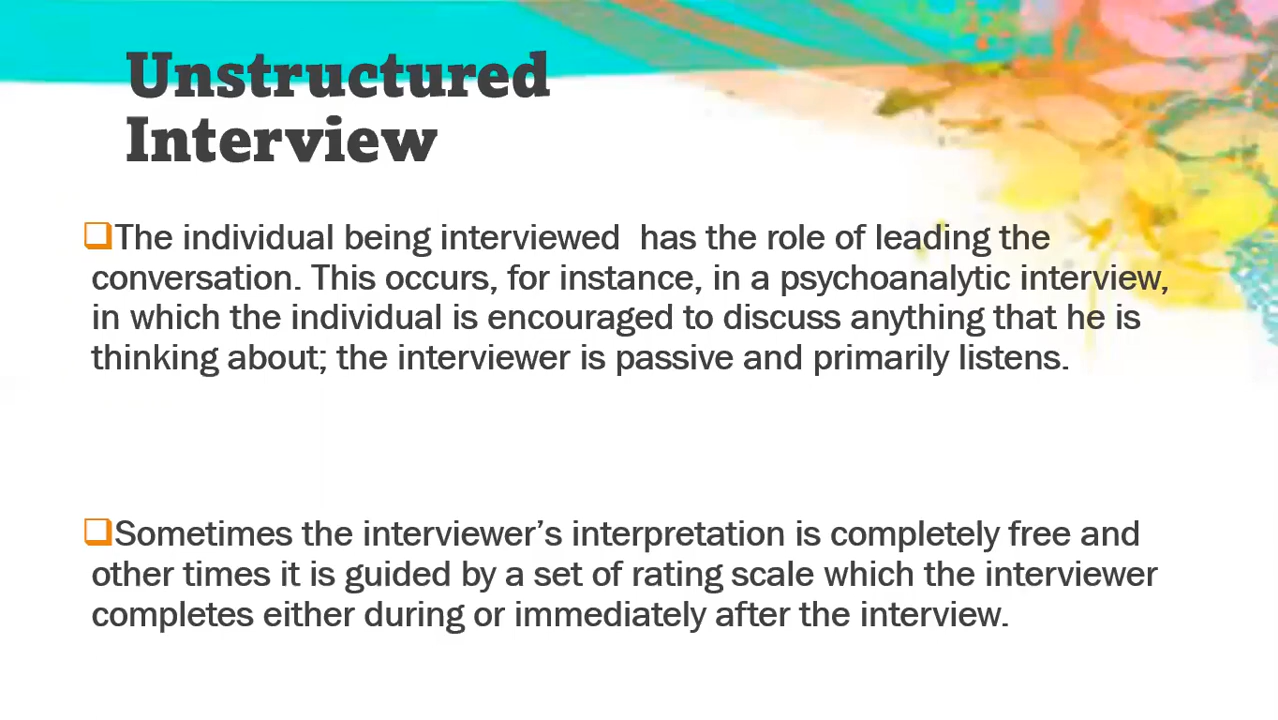 Unstructured
Interview
The individual being interviewed  has the role of leading the
conversation. This occurs, for instance, in a psychoanalytic interview,
in which the individual is encouraged to discuss anything that he is
thinking about; the interviewer is passive and primarily listens.
Sometimes the interviewer’s interpretation is completely free and
other times it is guided by a set of rating scale which the interviewer
completes either during or immediately after the interview.